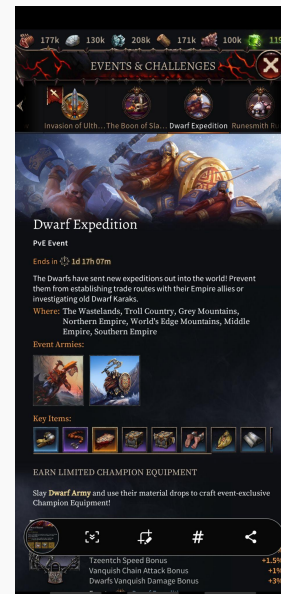 177k 130k 208k 171k 100k 119
EVENTS & CHALLENGES
Invasion of Ulth... The Boon of Sla... Dwarf Expedition Runesmith
Dwarf Expedition
PvE Event
Ends in 1d 17h 07m
The Dwarfs have sent new expeditions out into the world! Prevent
them from establishing trade routes with their Empire allies or
investigating old Dwarf Karaks.
Where: The Wastelands, Troll Country, Grey Mountains,
Northern Empire, World's Edge Mountains, Middle
Empire, Southern Empire
Event Armies:
Key Items:
EARN LIMITED CHAMPION EQUIPMENT
Slay Dwarf Army and use their material drops to craft event-exclusive
Champion Equipment!
#
Tzeentch Speed Bonus +1.5%
Vanquish Chain Attack Bonus +1%
Dwarfs Vanquish Damage Bonus +3%